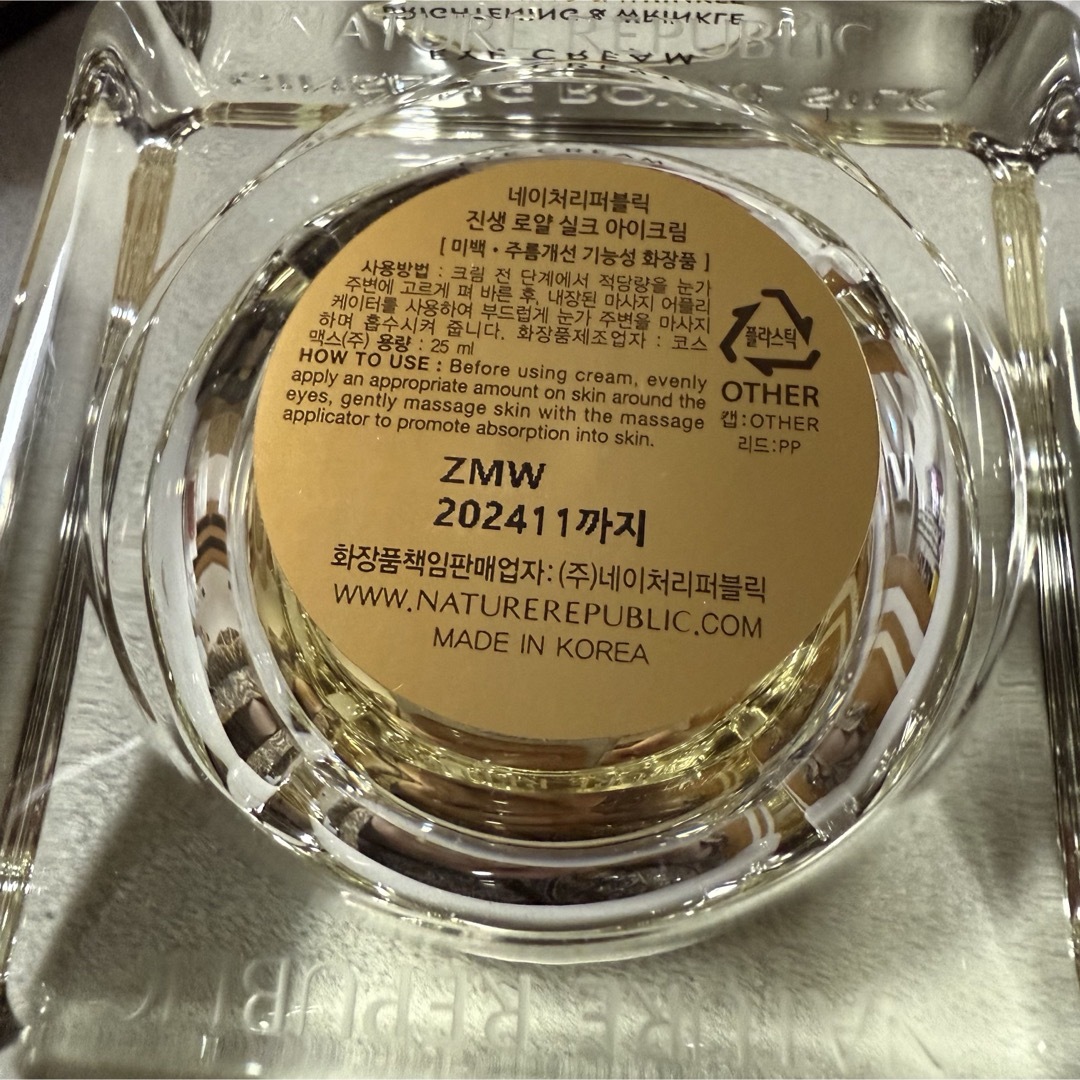 BRIGHTENING & WRINKLE
NATURE REPUBLIC
EYE CREAM
GINSENG ROYAL SILK
EYE CREAM
네이처리퍼블릭
진생 로얄 실크 아이크림
[ 미백 • 주름개선 기능성 화장품 ]
사용방법 : 크림 전 단계에서 적당량을 눈가
주변에 고르게 펴 바른 후, 내장된 마사지 어플리
케이터를 사용하여 부드럽게 눈가 주변을 마사지
하며 흡수시켜 줍니다. 화장품제조업자 : 코스
맥스(주) 용량 : 25 ml
HOW TO USE : Before using cream, evenly
apply an appropriate amount on skin around the
eyes, gently massage skin with the massage
applicator to promote absorption into skin.
플라스틱
OTHER
캡:OTHER
리드:PP
ZMW
202411까지
화장품책임판매업자: (주)네이처리퍼블릭
WWW.NATUREREPUBLIC.COM
MADE IN KOREA
NATURE REPUBLIC